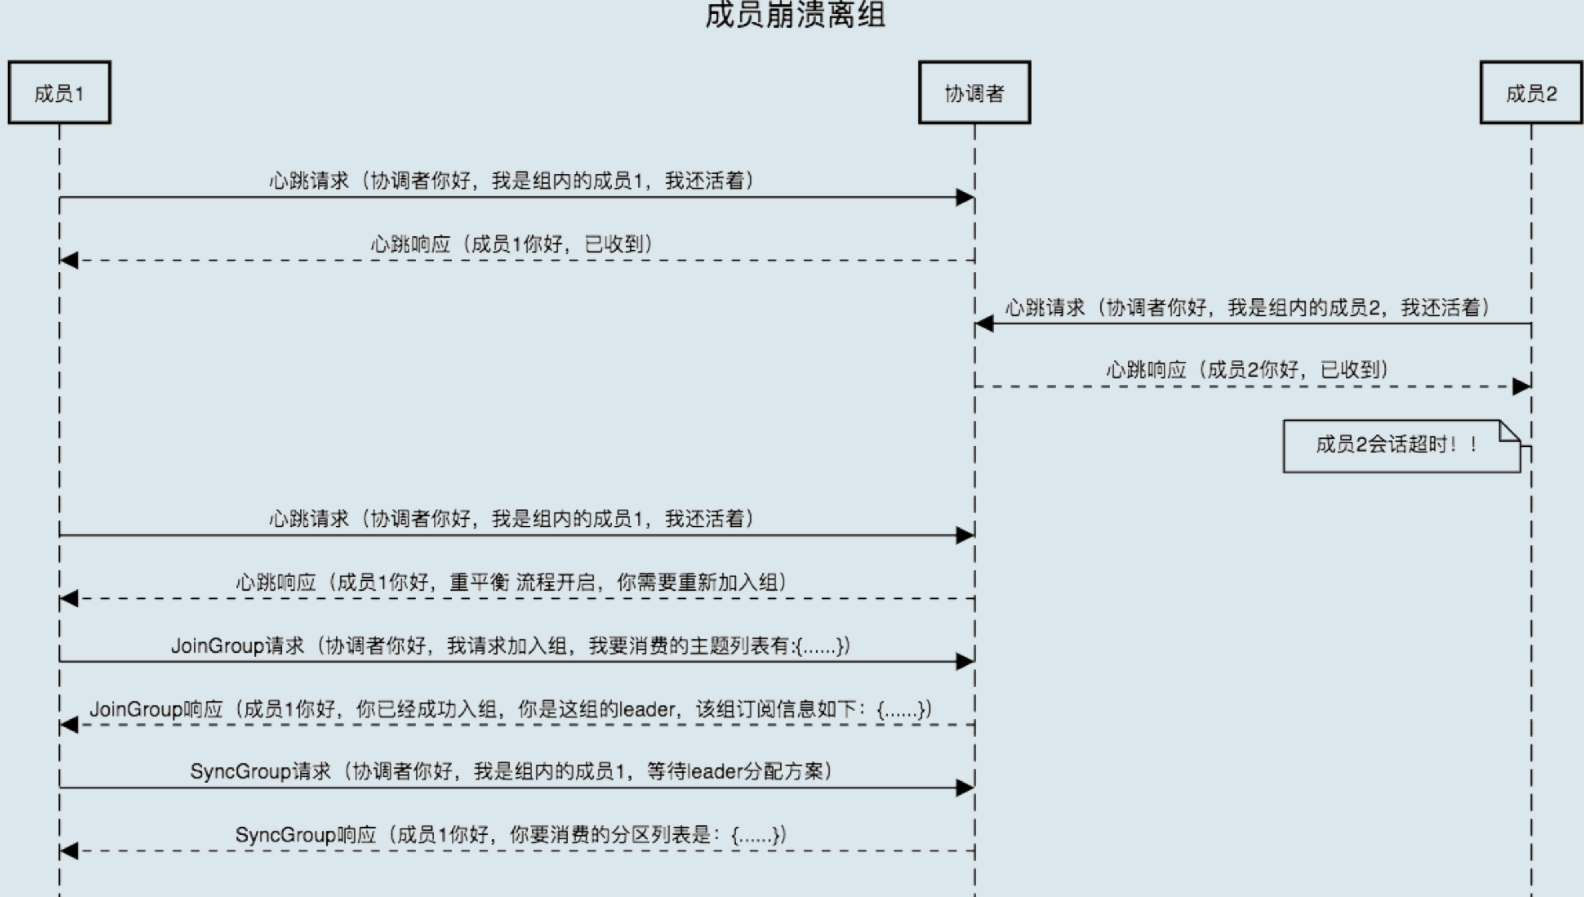 成员崩溃离组
成员1
协调者
成员2
心跳请求（协调者你好，我是组内的成员1，我还活着）
心跳响应（成员1你好，已收到）
心跳请求（协调者你好，我是组内的成员2，我还活着）
心跳响应（成员2你好，已收到）
成员2会话超时！！
心跳请求（协调者你好，我是组内的成员1，我还活着）
心跳响应（成员1你好，重平衡 流程开启，你需要重新加入组）
JoinGroup请求（协调者你好，我请求加入组，我要消费的主题列表有:{......}）
JoinGroup响应（成员1你好，你已经成功入组，你是这组的leader，该组订阅信息如下：{......}）
SyncGroup请求（协调者你好，我是组内的成员1，等待leader分配方案）
SyncGroup响应（成员1你好，你要消费的分区列表是：{......}）